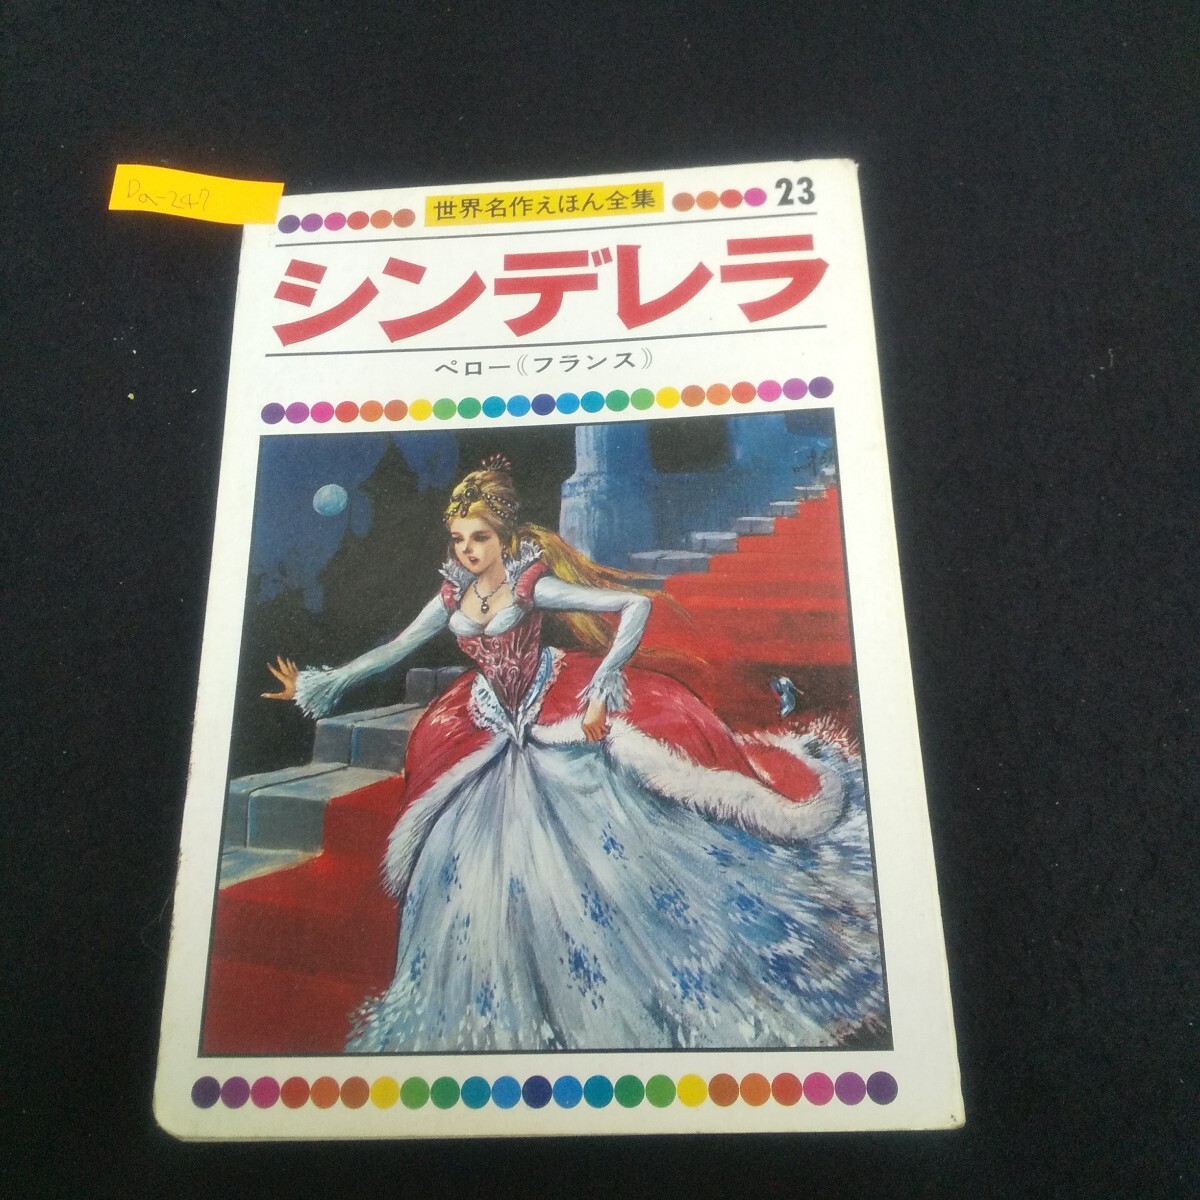 Da-247
世界名作えほん全集 23
シンデレラ
ペロー《フランス》